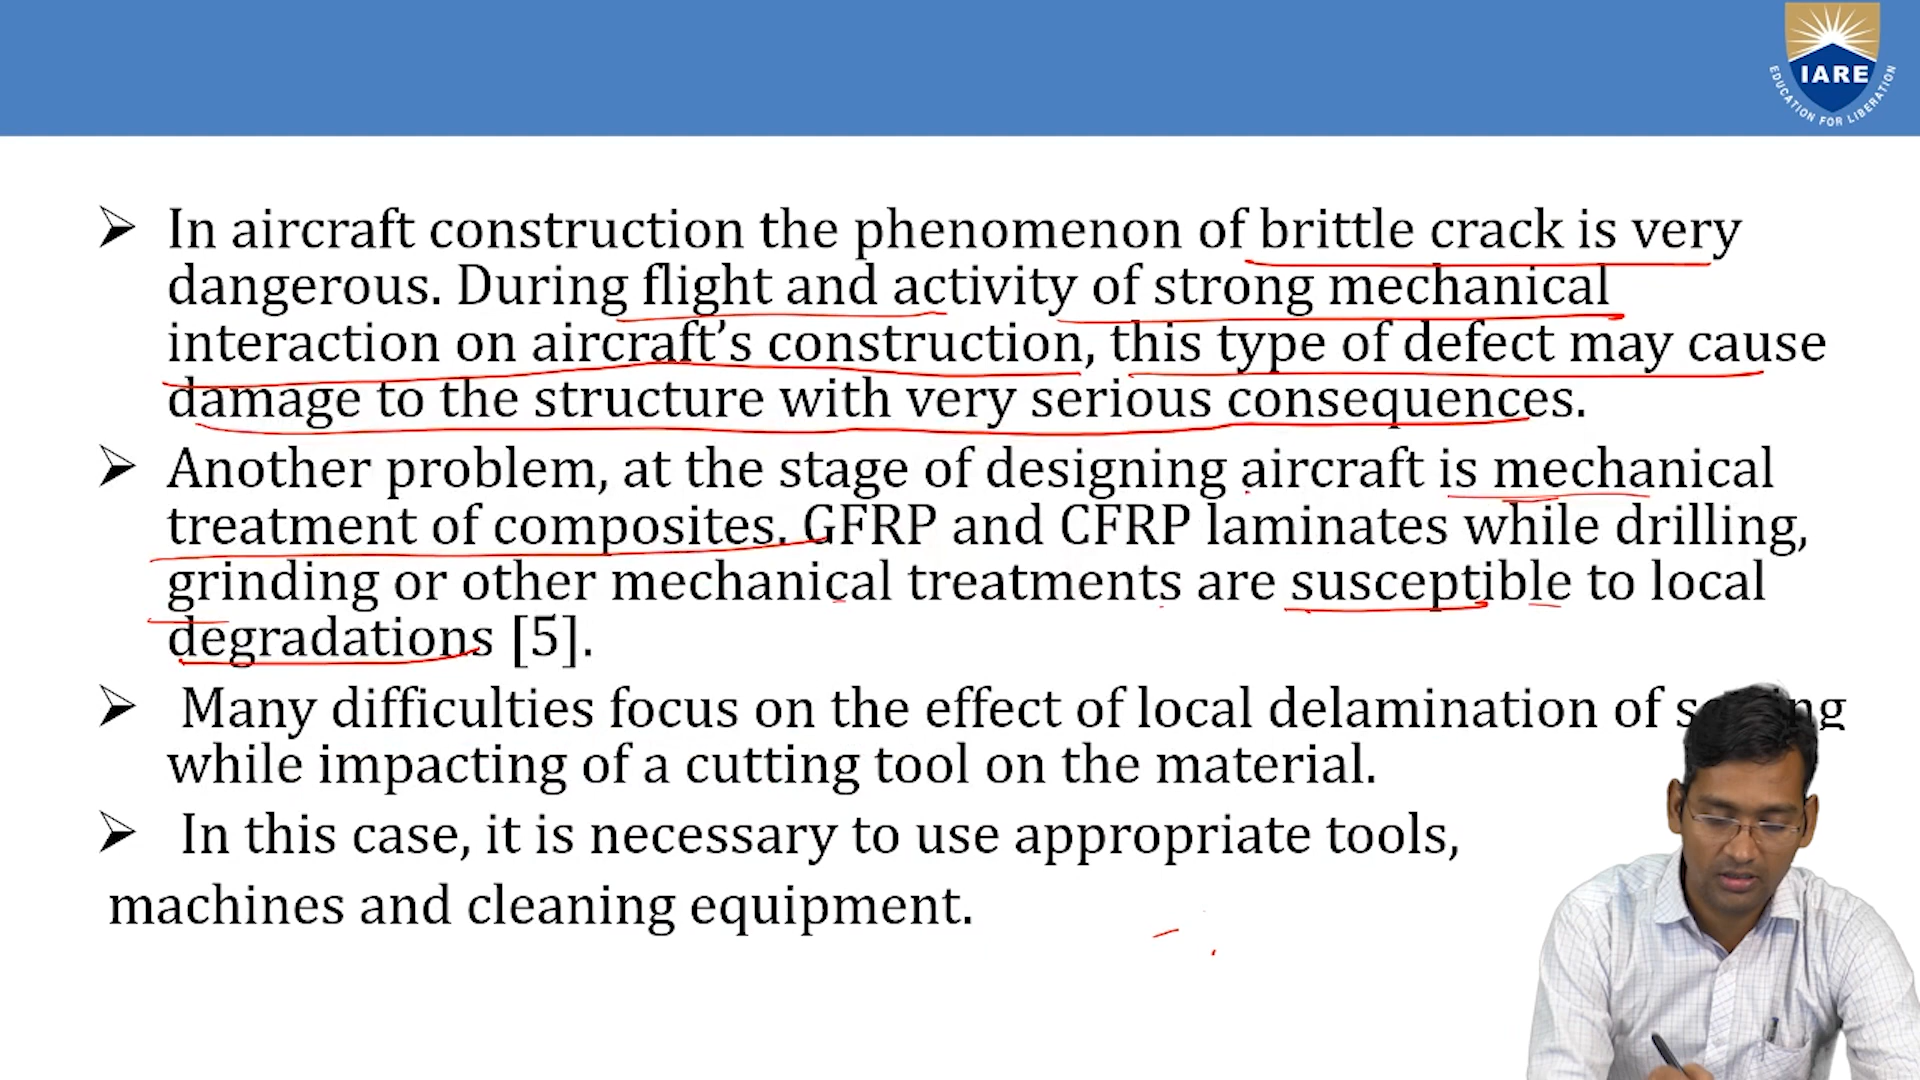 IARE
EDUCATION FOR LIBERATION
➢ In aircraft construction the phenomenon of brittle crack is very
dangerous. During flight and activity of strong mechanical
interaction on aircraft’s construction, this type of defect may cause
damage to the structure with very serious consequences.
➢ Another problem, at the stage of designing aircraft is mechanical
treatment of composites. GFRP and CFRP laminates while drilling,
grinding or other mechanical treatments are susceptible to local
degradations [5].
➢ Many difficulties focus on the effect of local delamination of
while impacting of a cutting tool on the material.
➢ In this case, it is necessary to use appropriate tools,
machines and cleaning equipment.